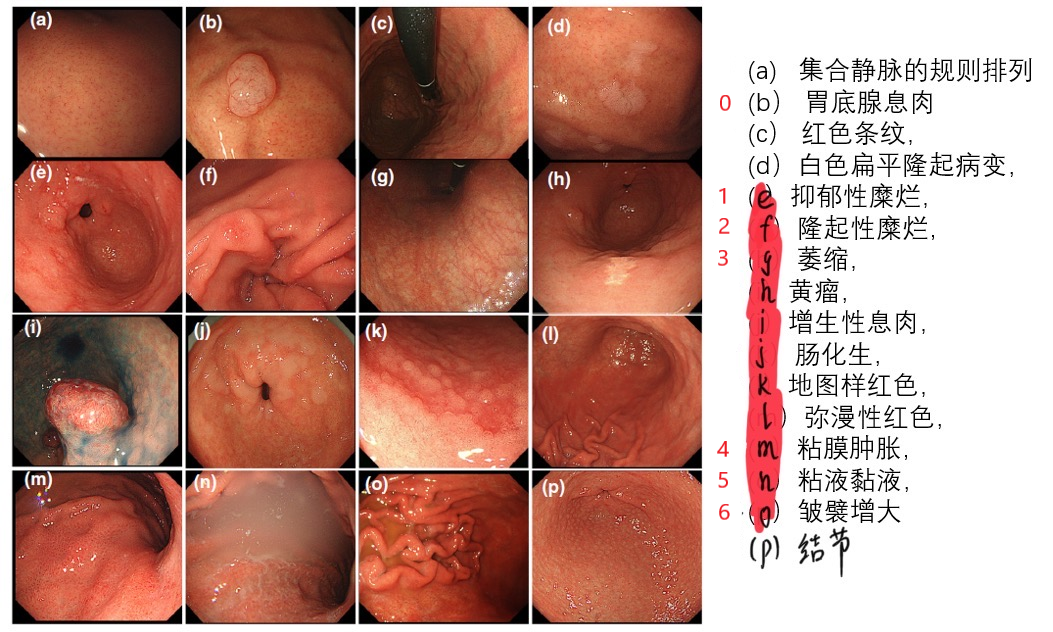 (a) (b) (c) (d)
(e) (f) (g) (h)
(i) (j) (k) (l)
(m) (n) (o) (p)
(a) 集合静脉的规则排列
0 (b) 胃底腺息肉
(c) 红色条纹,
(d) 白色扁平隆起病变,
1 (e) 抑郁性糜烂,
2 (f) 隆起性糜烂,
3 (g) 萎缩,
h 黄瘤,
i 增生性息肉,
j 肠化生,
k 地图样红色,
l) 弥漫性红色,
4 m 粘膜肿胀,
5 n) 粘液黏液,
6 (o) 皱襞增大
(p) 结节